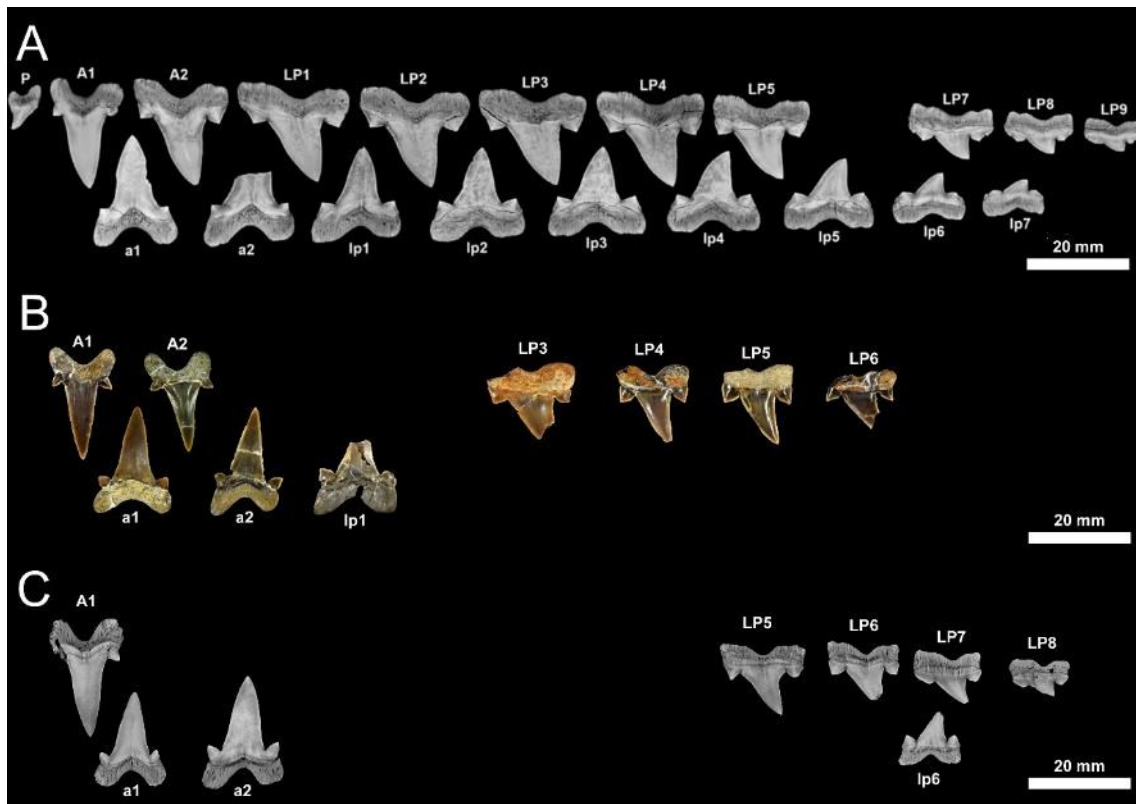 A
P A1 A2 LP1 LP2 LP3 LP4 LP5 LP7 LP8 LP9
a1 a2 lp1 lp2 lp3 lp4 lp5 lp6 lp7
20 mm
B
A1 A2 LP3 LP4 LP5 LP6
a1 a2 lp1
20 mm
C
A1 LP5 LP6 LP7 LP8
a1 a2 lp6
20 mm